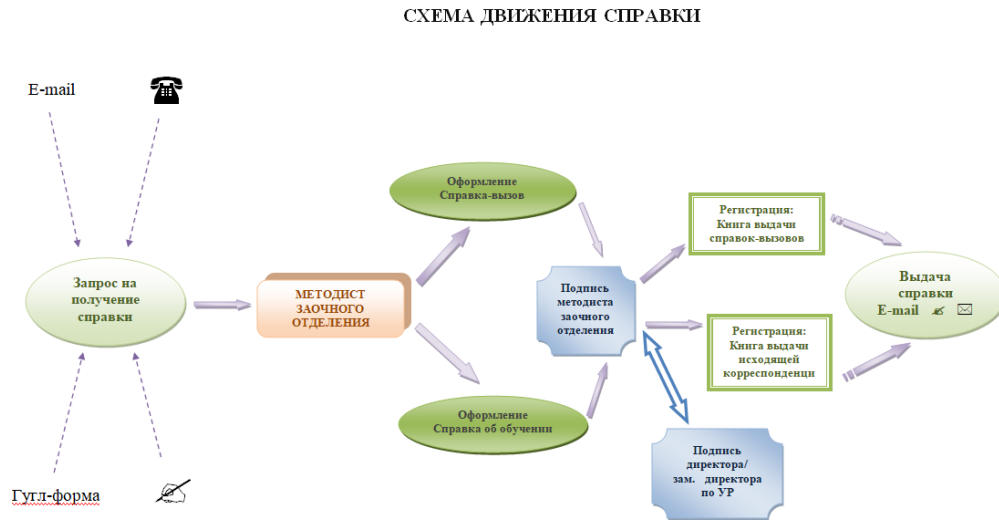 СХЕМА ДВИЖЕНИЯ СПРАВКИ
E-mail
Запрос на
получение
справки
Гугл-форма
МЕТОДИСТ
ЗАОЧНОГО
ОТДЕЛЕНИЯ
Оформление
Справка-вызов
Оформление
Справка об обучении
Подпись
методиста
заочного
отделения
Подпись
директора/
зам. директора
по УР
Регистрация:
Книга выдачи
справок-вызовов
Регистрация:
Книга выдачи
исходящей
корреспонденци
Выдача
справки
E-mail